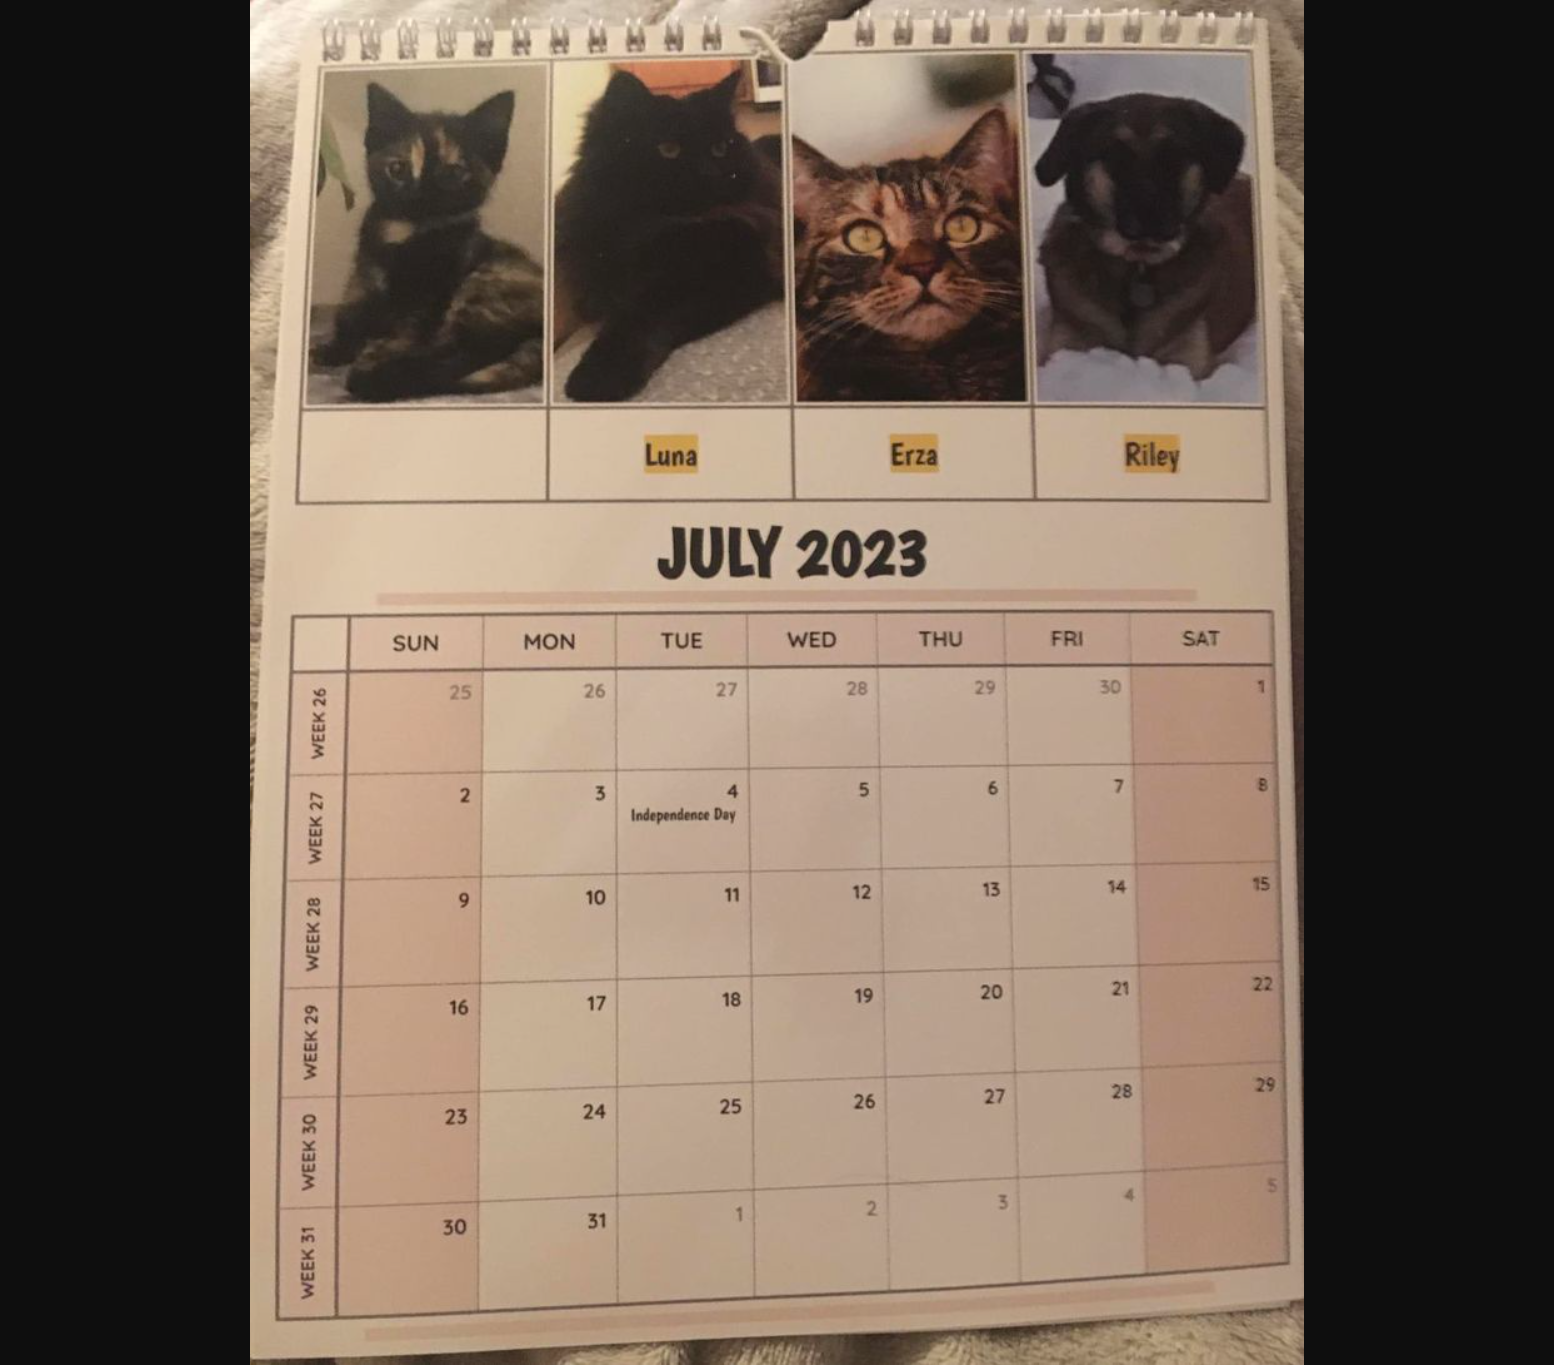 Luna Erza Riley
JULY 2023
SUN MON TUE WED THU FRI SAT
WEEK 26 25 26 27 28 29 30 1
WEEK 27 2 3 4 5 6 7 8
Independence Day
WEEK 28 9 10 11 12 13 14 15
WEEK 29 16 17 18 19 20 21 22
WEEK 30 23 24 25 26 27 28 29
WEEK 31 30 31 1 2 3 4 5